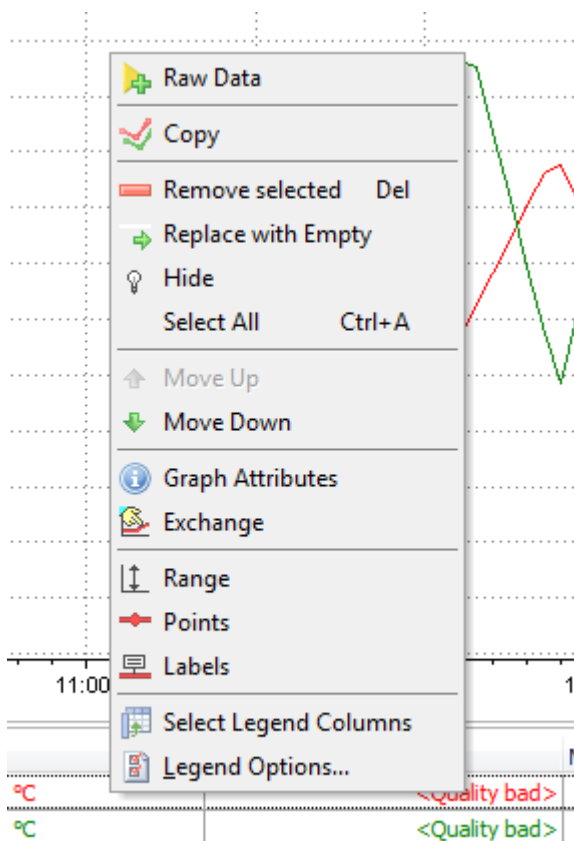 Raw Data
Copy
Remove selected Del
Replace with Empty
Hide
Select All Ctrl+A
Move Up
Move Down
Graph Attributes
Exchange
Range
Points
Labels
11:00
Select Legend Columns
Legend Options...
°C <Quality bad>
°C <Quality bad>